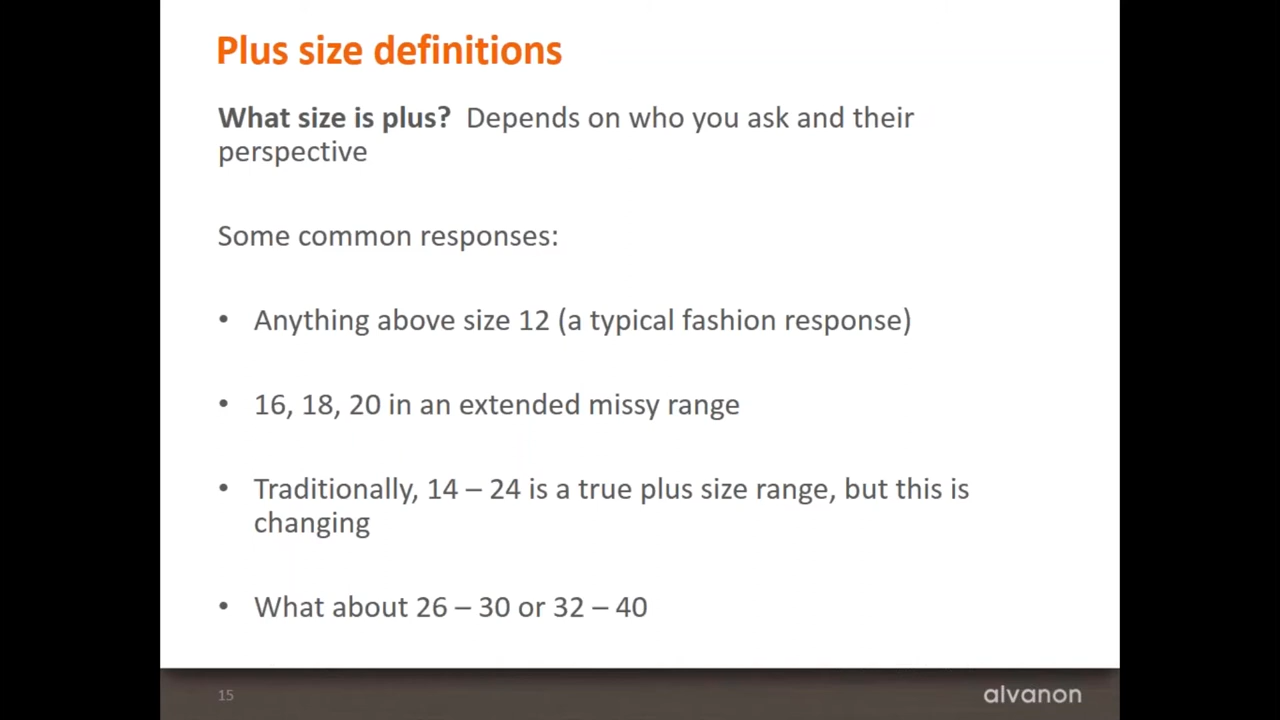 Plus size definitions
What size is plus?  Depends on who you ask and their
perspective
Some common responses:
• Anything above size 12 (a typical fashion response)
• 16, 18, 20 in an extended missy range
• Traditionally, 14 – 24 is a true plus size range, but this is
changing
• What about 26 – 30 or 32 – 40
15
alvanon